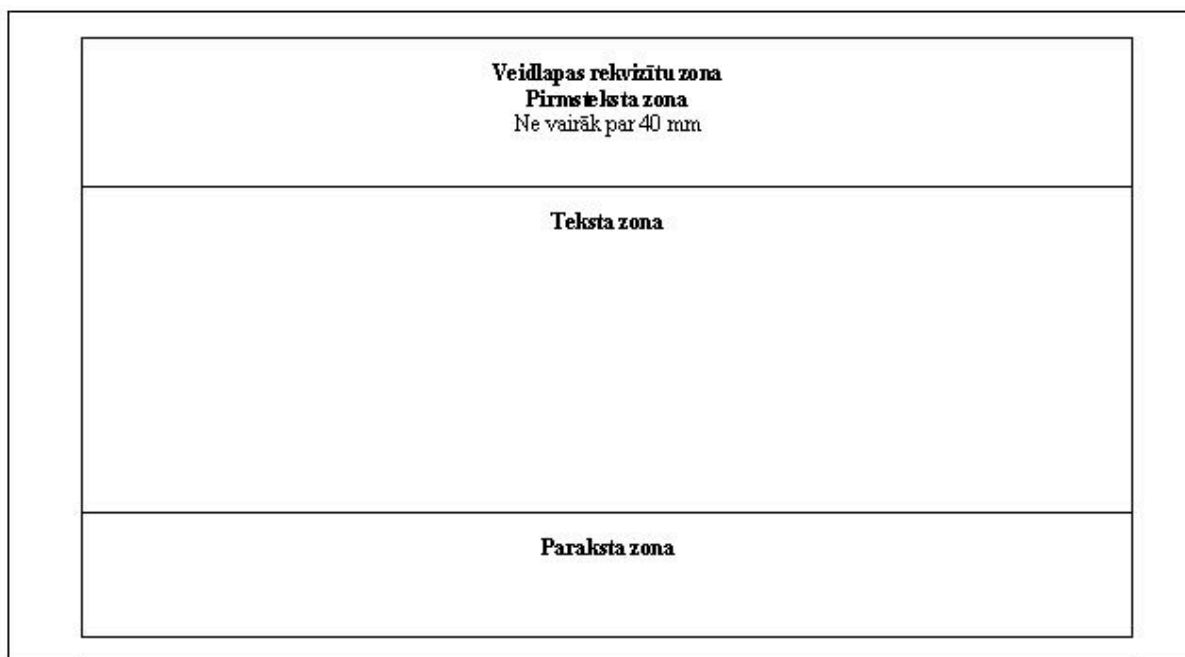 Veidlapas rekvizītu zona
Pirmsteksta zona
Ne vairāk par 40 mm
Teksta zona
Paraksta zona